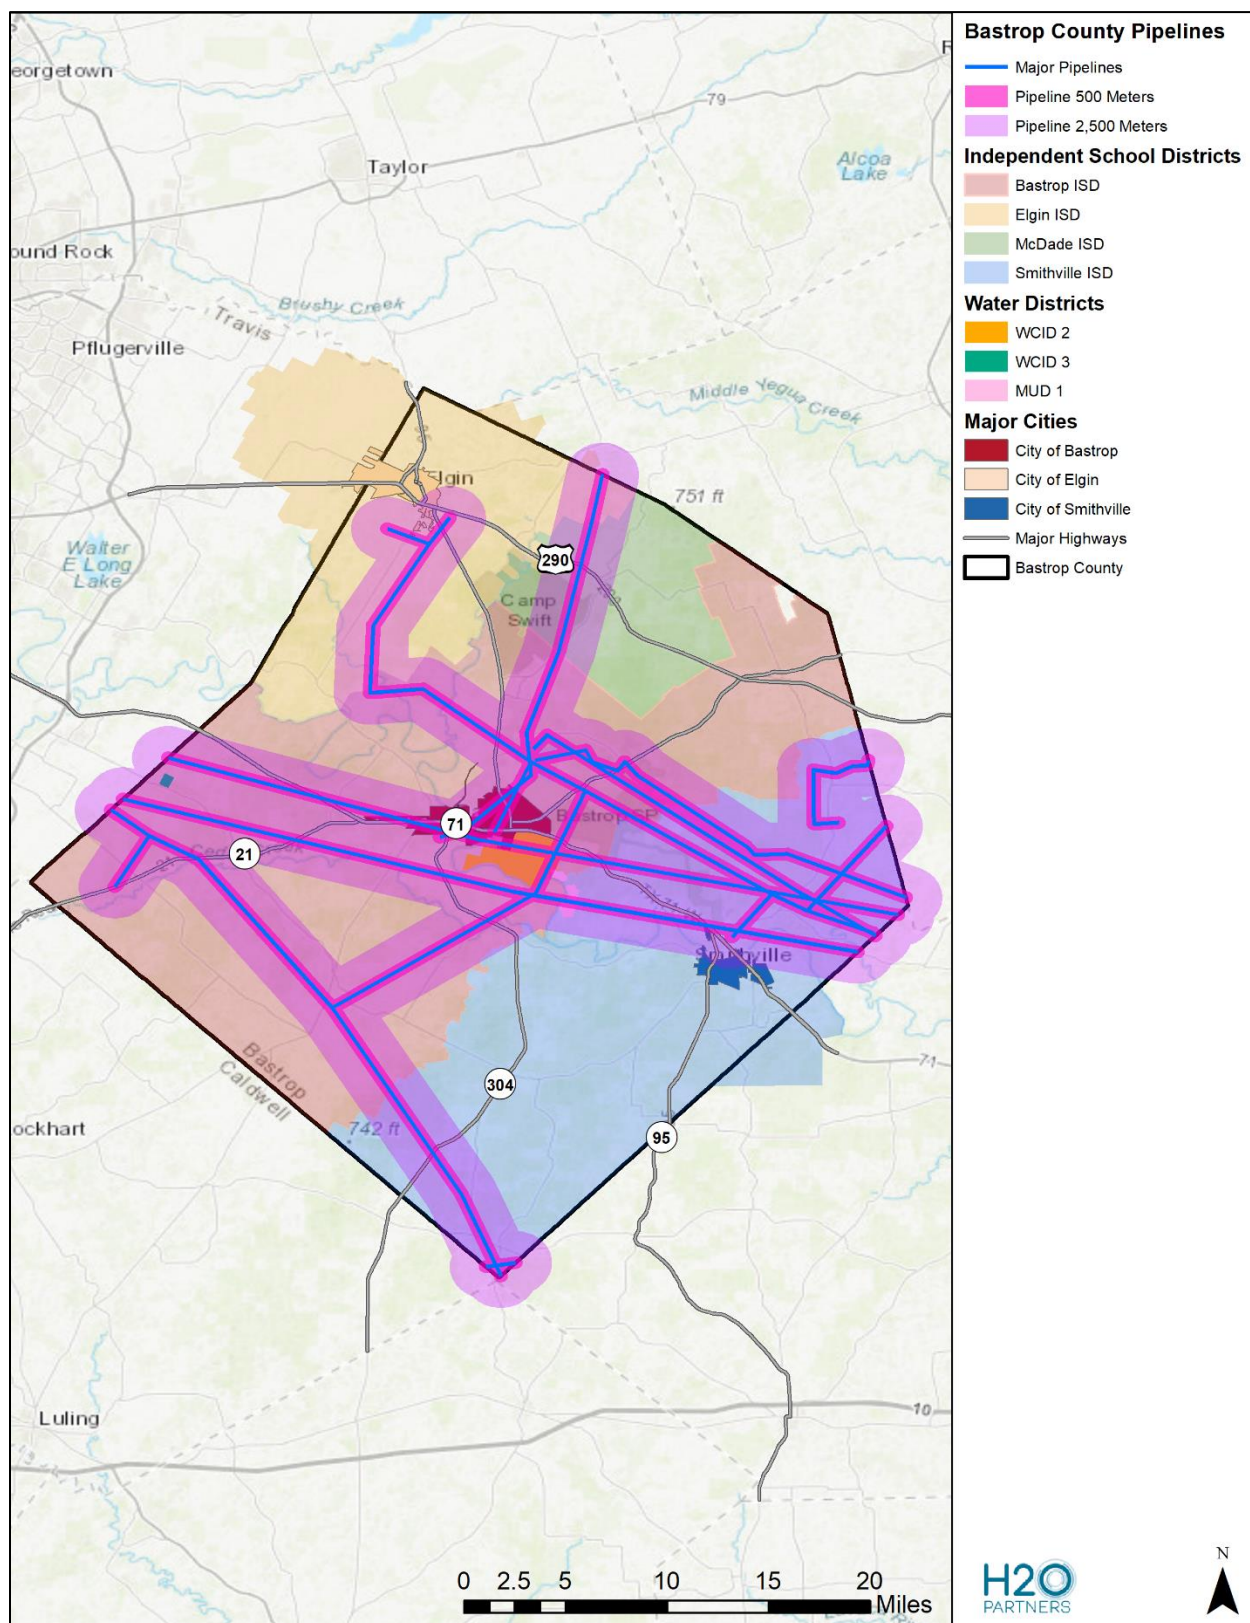 eorgetown
79
Taylor
Alcoa
Lake
ound Rock
Brushy Creek
Travis
Pflugerville
Middle Yegua Creek
lgin
751 ft
Walter
E Long
Lake
290
Camp
Swift
71
Bastrop SP
21
Smithville
Bastrop
Caldwell
304
71
742 ft
ockhart
95
Luling
10
0 2.5 5 10 15 20
Miles
Bastrop County Pipelines
Major Pipelines
Pipeline 500 Meters
Pipeline 2,500 Meters
Independent School Districts
Bastrop ISD
Elgin ISD
McDade ISD
Smithville ISD
Water Districts
WCID 2
WCID 3
MUD 1
Major Cities
City of Bastrop
City of Elgin
City of Smithville
Major Highways
Bastrop County
H2O
PARTNERS
N